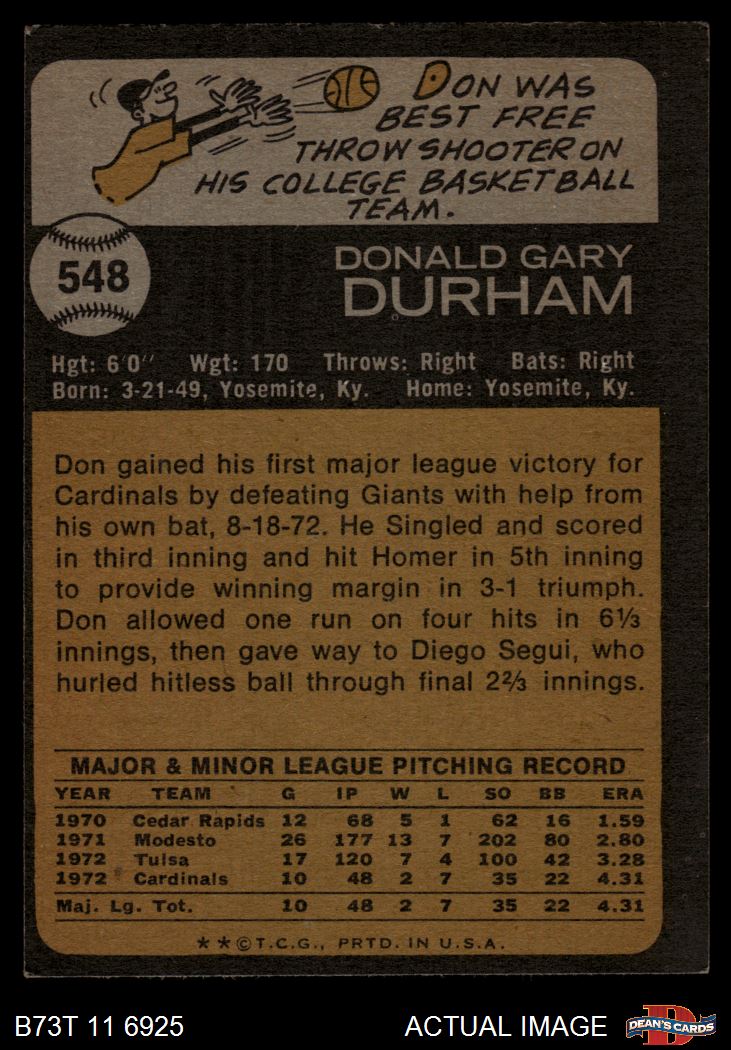 DON WAS
BEST FREE
THROW SHOOTER ON
HIS COLLEGE BASKETBALL
TEAM.
548
DONALD GARY
DURHAM
Hgt: 6'0" Wgt: 170 Throws: Right Bats: Right
Born: 3-21-49, Yosemite, Ky. Home: Yosemite, Ky.
Don gained his first major league victory for
Cardinals by defeating Giants with help from
his own bat, 8-18-72. He Singled and scored
in third inning and hit Homer in 5th inning
to provide winning margin in 3-1 triumph.
Don allowed one run on four hits in 6⅓
innings, then gave way to Diego Segui, who
hurled hitless ball through final 2⅔ innings.
MAJOR & MINOR LEAGUE PITCHING RECORD
YEAR TEAM G IP W L SO BB ERA
1970 Cedar Rapids 12 68 5 1 62 16 1.59
1971 Modesto 26 177 13 7 202 80 2.80
1972 Tulsa 17 120 7 4 100 42 3.28
1972 Cardinals 10 48 2 7 35 22 4.31
Maj. Lg. Tot. 10 48 2 7 35 22 4.31
**©T.C.G., PRTD. IN U.S.A.
B73T 11 6925 ACTUAL IMAGE D DEAN'S CARDS